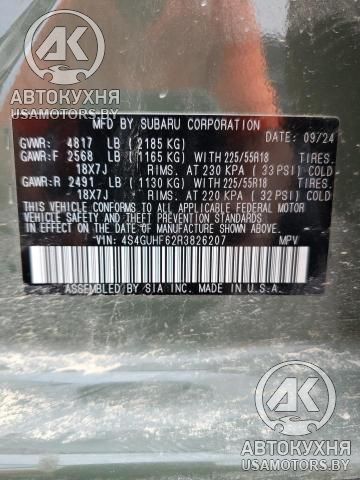 АК
АВТОКУХНЯ
USAMOTORS.BY
MFD BY SUBARU CORPORATION
GVWR: 4817 LB (2185 KG) DATE: 09/24
GAWR:F 2568 LB (1165 KG) WITH 225/55R18 TIRES.
18X7J RIMS. AT 230 KPA (33 PSI) COLD
GAWR:R 2491 LB (1130 KG) WITH 225/55R18 TIRES.
18X7J RIMS. AT 220 KPA (32 PSI) COLD
THIS VEHICLE CONFORMS TO ALL APPLICABLE FEDERAL
MOTOR VEHICLE SAFETY AND THEFT PREVENTION STANDARDS
IN EFFECT ON THE DATE OF MANUFACTURE SHOWN ABOVE.
VIN: 4S4GUHF62R3826207 MPV
ASSEMBLED BY SIA INC. MADE IN U.S.A.
АК
АВТОКУХНЯ
USAMOTORS.BY